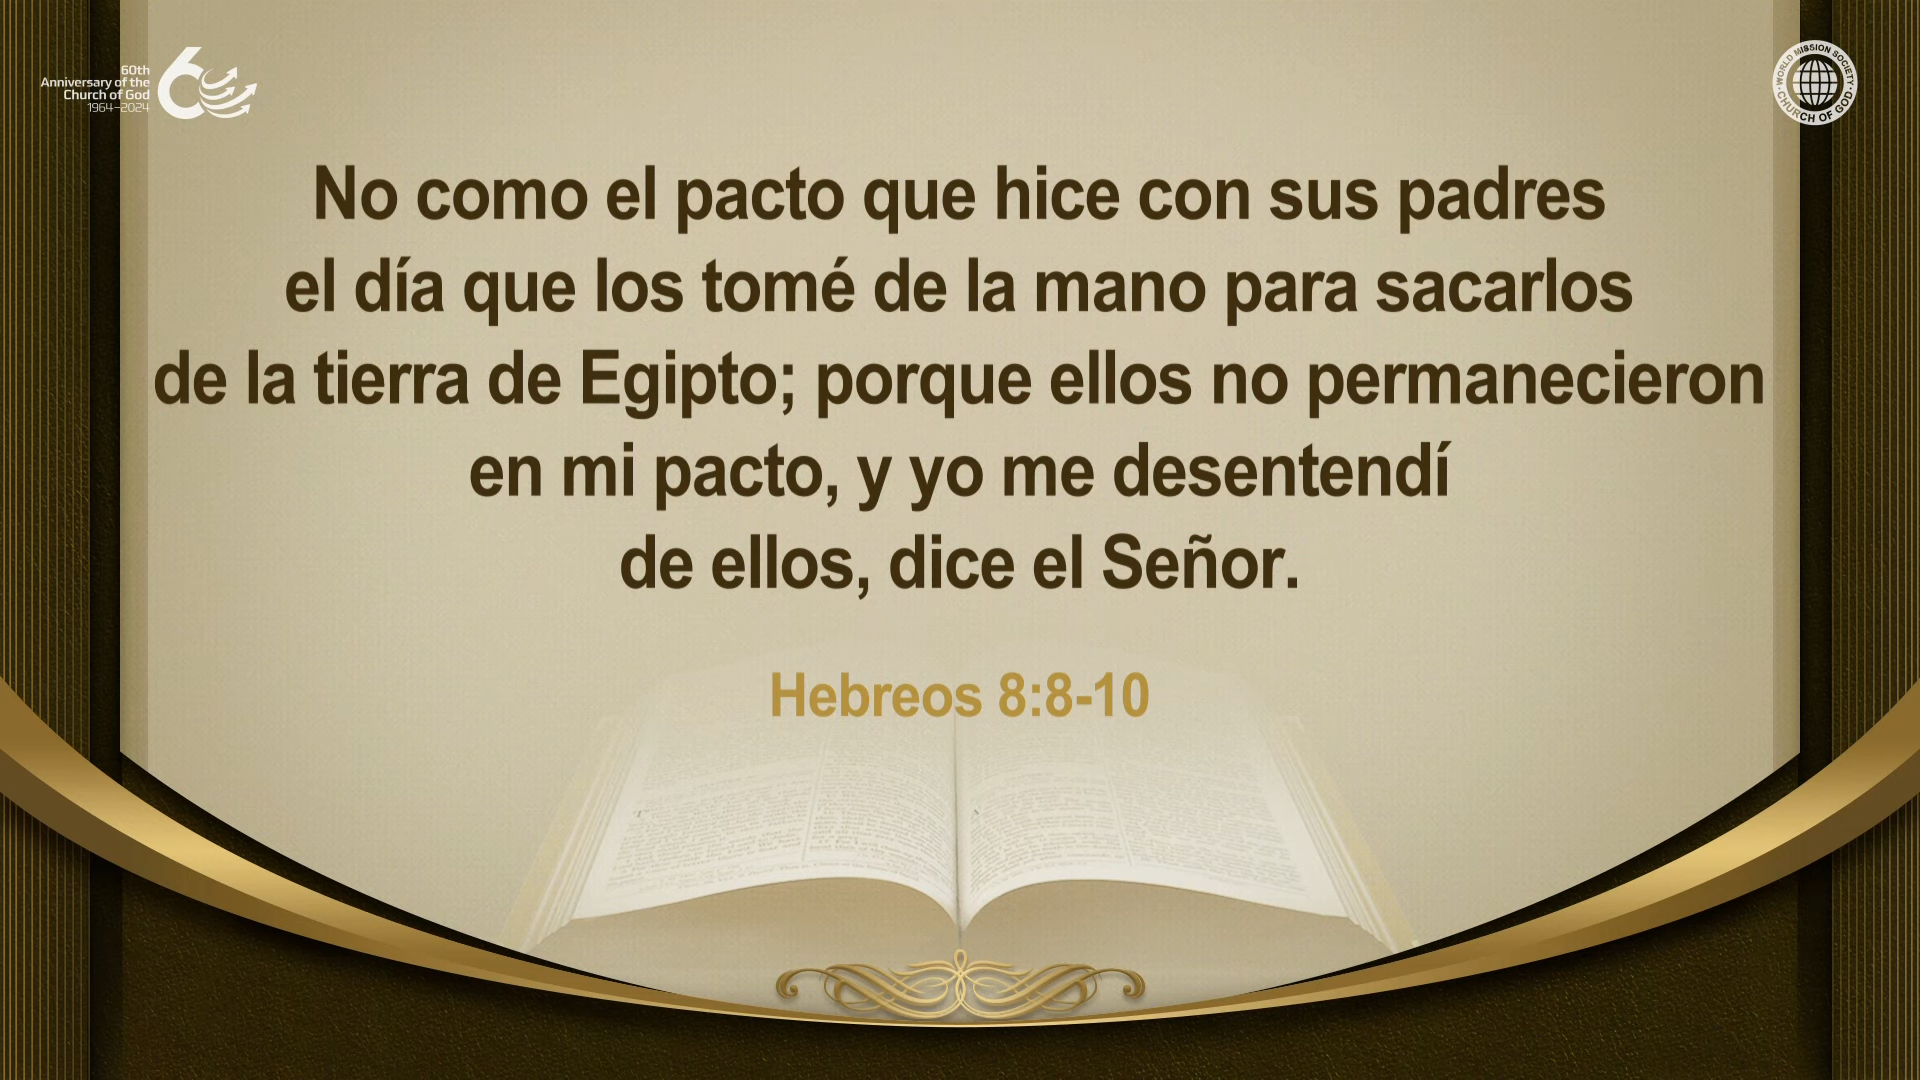 60th
Anniversary of the
Church of God
1964–2024
60
WORLD MISSION SOCIETY
CHURCH OF GOD
No como el pacto que hice con sus padres
el día que los tomé de la mano para sacarlos
de la tierra de Egipto; porque ellos no permanecieron
en mi pacto, y yo me desentendí
de ellos, dice el Señor.
Hebreos 8:8-10